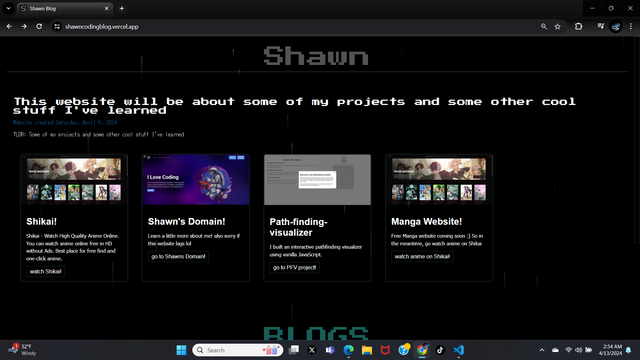 Shawn Blog
shawncodingblog.vercel.app
Shawn
This website will be about some of my projects and some other cool
stuff I've learned
Website created Saturday, April 6, 2024
TLDR: Some of my projects and some other cool stuff I've learned
I Love Coding
Shikai!
Shikai - Watch High Quality Anime Online.
You can watch anime online free in HD
without Ads. Best place for free find and
one-click anime.
watch Shikai!
Shawn's Domain!
Learn a little more about me! also sorry if
this website lags lol
go to Shawns Domain!
Path-finding-
visualizer
I built an interactive pathfinding visualizer
using vanilla JavaScript.
go to PFV project!
Manga Website!
Free Manga website coming soon :) So in
the meantime, go watch anime on Shikai
watch anime on Shikai!
BLOGS
52°F
Cloudy
Search
2:54 AM
4/13/2024